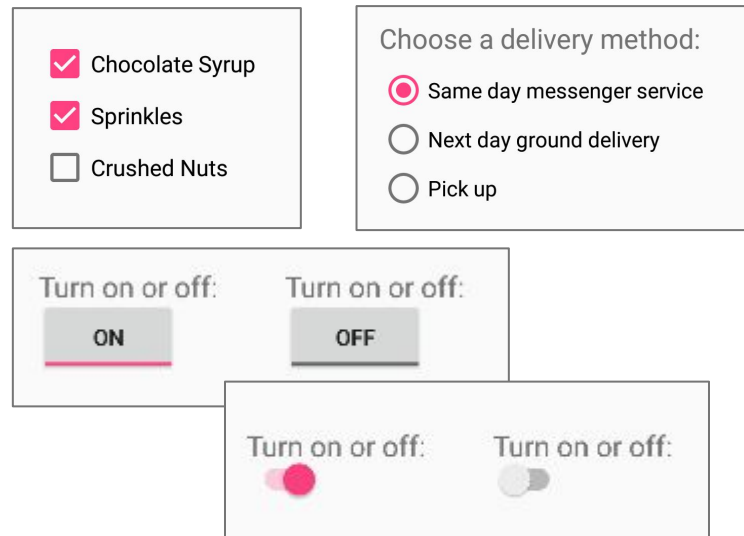 Chocolate Syrup
Sprinkles
Crushed Nuts
Choose a delivery method:
Same day messenger service
Next day ground delivery
Pick up
Turn on or off: Turn on or off:
ON OFF
Turn on or off: Turn on or off: